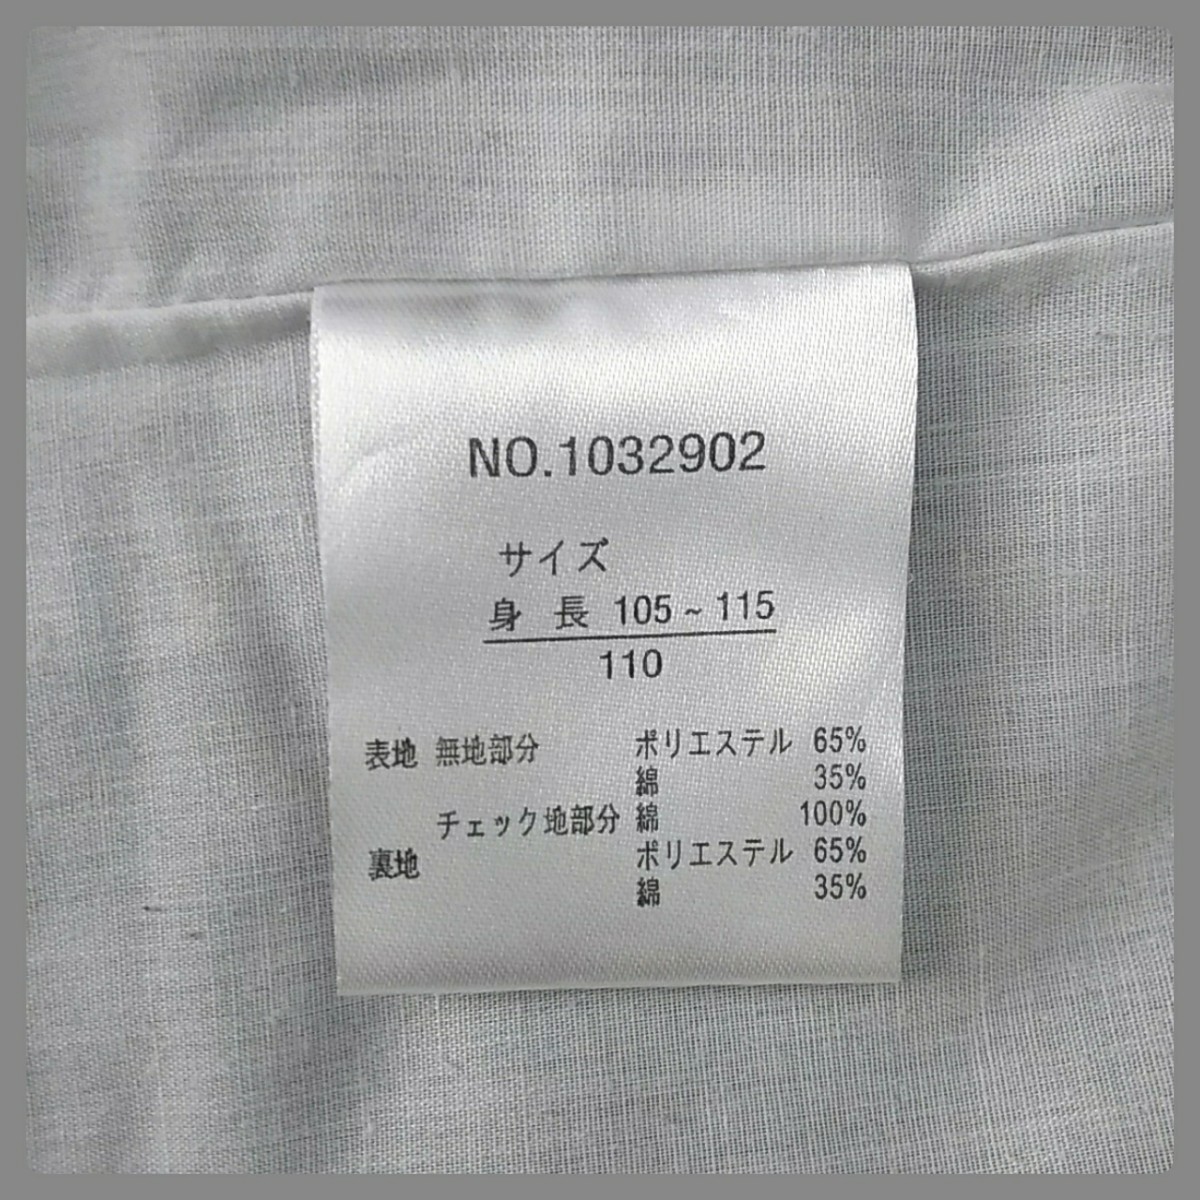 NO.1032902
サイズ
身 長 105 ~ 115
110
表地 無地部分 ポリエステル 65%
綿 35%
チェック地部分 綿 100%
裏地 ポリエステル 65%
綿 35%